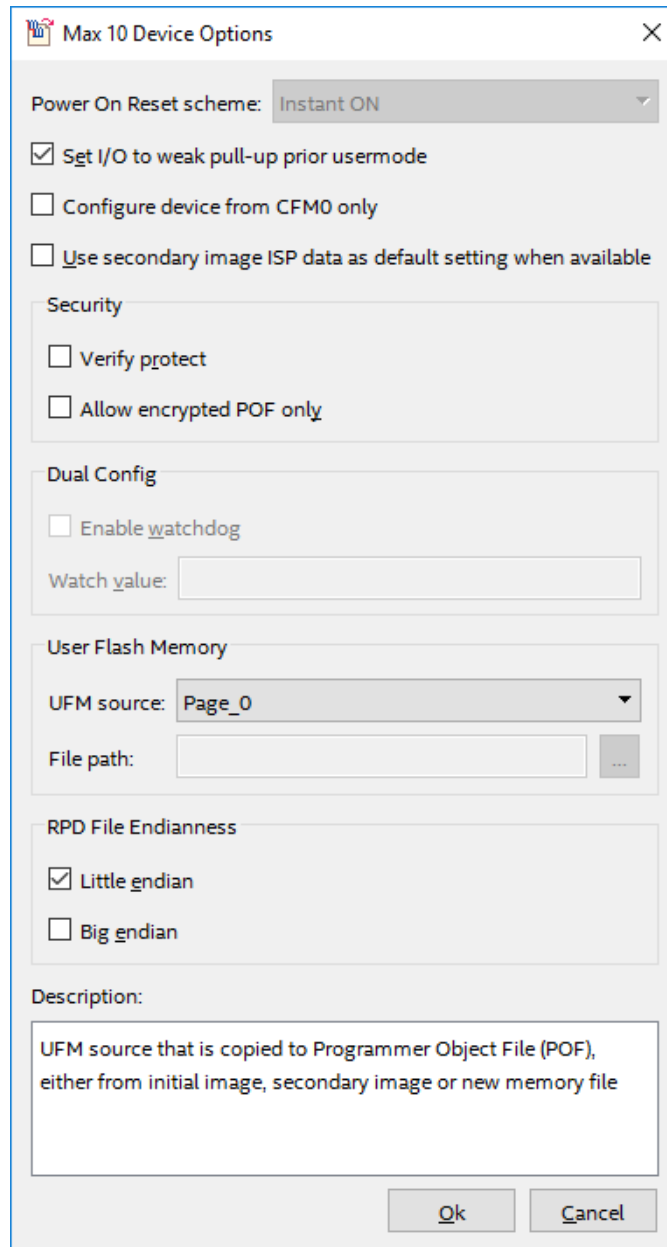 Max 10 Device Options
Power On Reset scheme: Instant ON
Set I/O to weak pull-up prior usermode
Configure device from CFM0 only
Use secondary image ISP data as default setting when available
Security
Verify protect
Allow encrypted POF only
Dual Config
Enable watchdog
Watch value:
User Flash Memory
UFM source: Page_0
File path:
...
RPD File Endianness
Little endian
Big endian
Description:
UFM source that is copied to Programmer Object File (POF),
either from initial image, secondary image or new memory file
Ok Cancel